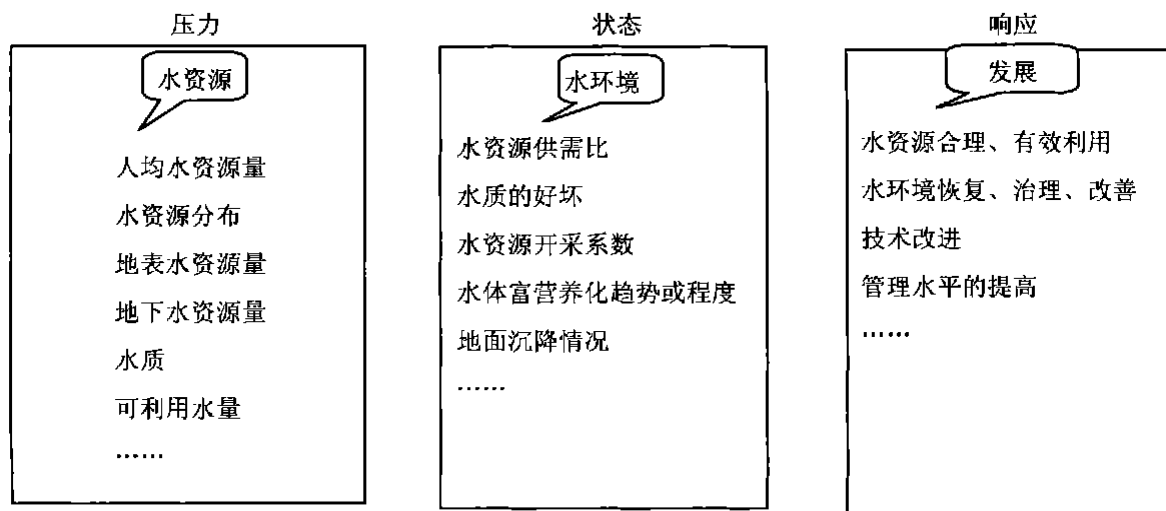 压力
水资源
人均水资源量
水资源分布
地表水资源量
地下水资源量
水质
可利用水量
……
状态
水环境
水资源供需比
水质的好坏
水资源开采系数
水体富营养化趋势或程度
地面沉降情况
……
响应
发展
水资源合理、有效利用
水环境恢复、治理、改善
技术改进
管理水平的提高
……